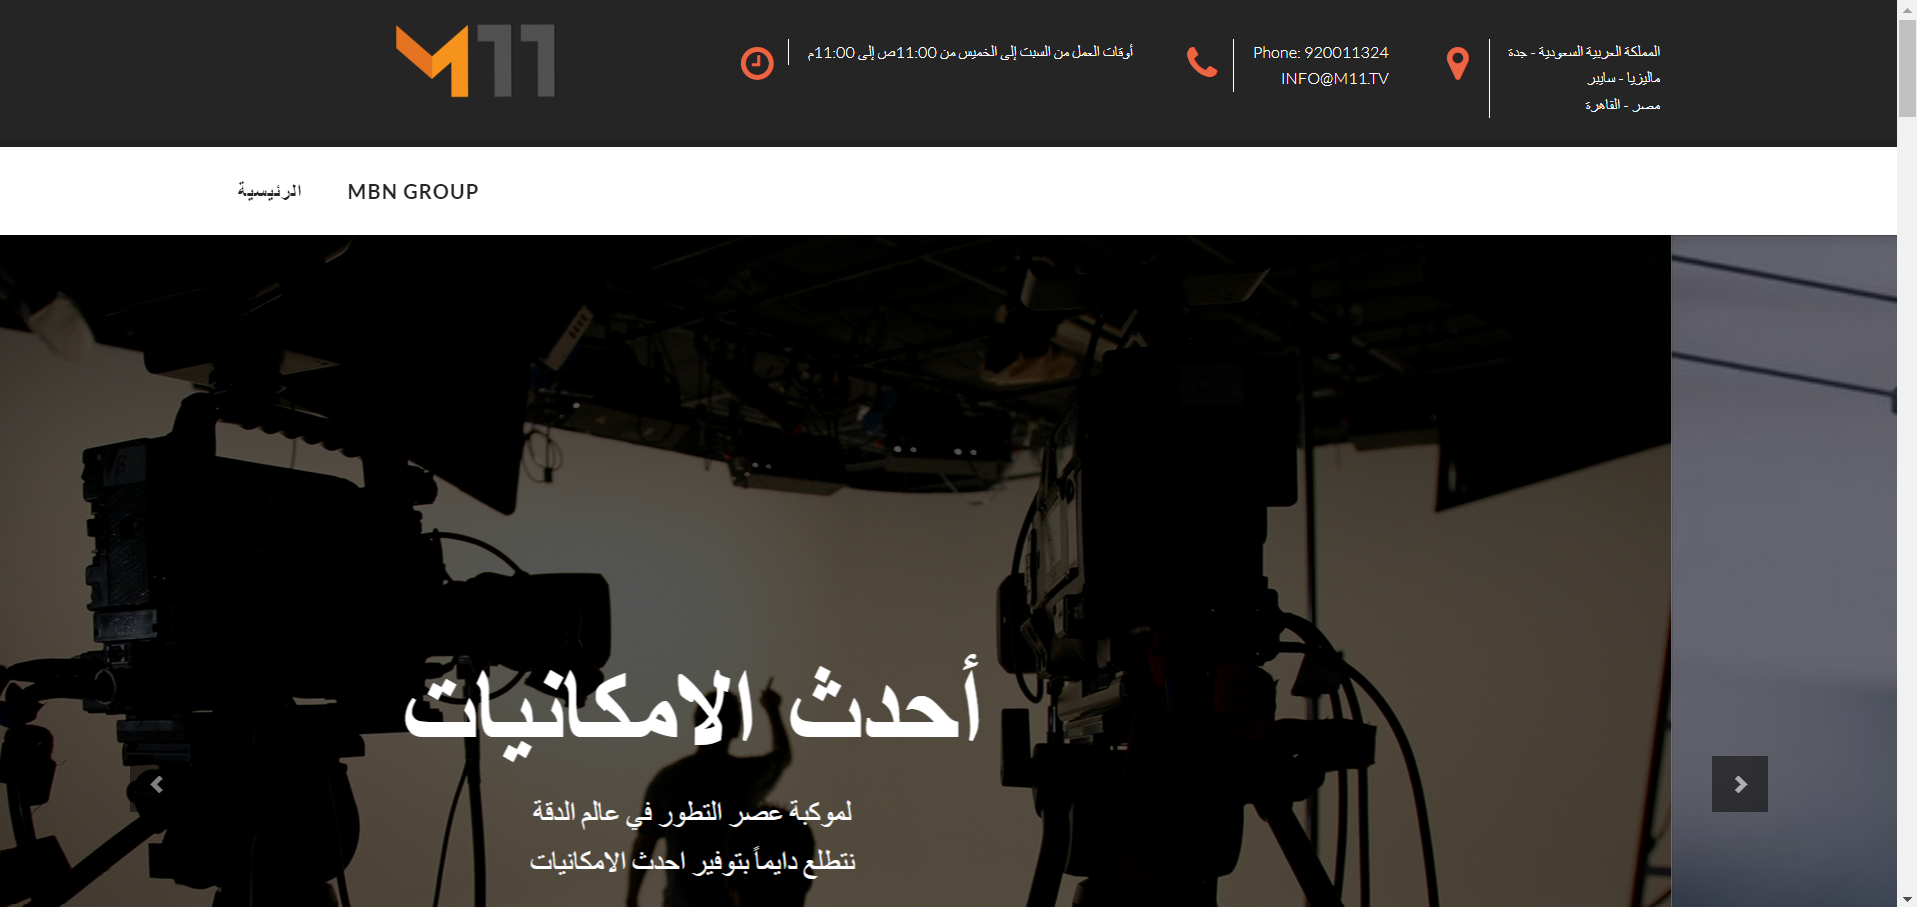 M11
أوقات العمل من السبت إلى الخميس من 11:00ص إلى 11:00م
Phone: 920011324
INFO@M11.TV
المملكة العربية السعودية - جدة
ماليزيا - سايبر
مصر - القاهرة
الرئيسية
MBN GROUP
أحدث الامكانيات
لموكبة عصر التطور في عالم الدقة
نتطلع دايماً بتوفير احدث الامكانيات